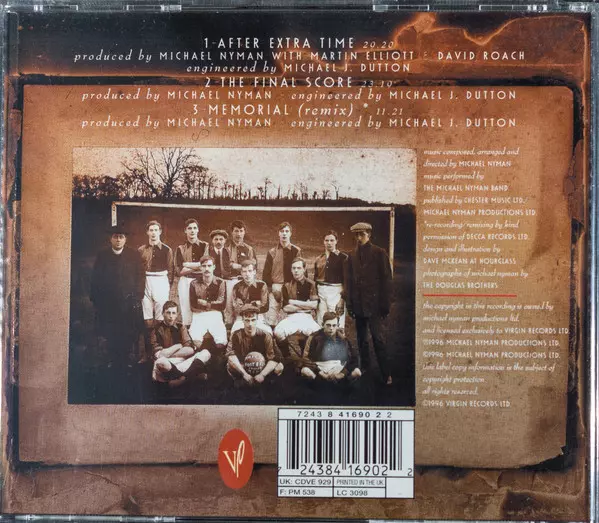 1-AFTER EXTRA TIME 20.20
produced by MICHAEL NYMAN WITH MARTIN ELLIOTT - DAVID ROACH
engineered by MICHAEL J. DUTTON
2 THE FINAL SCORE 23.19
produced by MICHAEL NYMAN - engineered by MICHAEL J. DUTTON
3 MEMORIAL (remix) * 11.21
produced by MICHAEL NYMAN engineered by MICHAEL J. DUTTON
music composed, arranged and
directed by MICHAEL NYMAN
music performed by
THE MICHAEL NYMAN BAND
published by CHESTER MUSIC LTD.
MICHAEL NYMAN PRODUCTIONS LTD.
*re-recording/remixing by kind
permission of DECCA RECORDS LTD.
design and illustration by
DAVE McKEAN AT HOURGLASS
photographs of michael nyman by
THE DOUGLAS BROTHERS
the copyright in this recording is owned by
michael nyman productions ltd.
and licensed exclusively to VIRGIN RECORDS LTD
℗1996 MICHAEL NYMAN PRODUCTIONS LTD.
©1996 MICHAEL NYMAN PRODUCTIONS LTD.
this label copy information is the subject of
copyright protection
all rights reserved.
©1996 VIRGIN RECORDS LTD.
7243 8 41690 2 2
7 24384 16902 2
UK: CDVE 929 PRINTED IN THE UK
F: PM 538 LC 3098